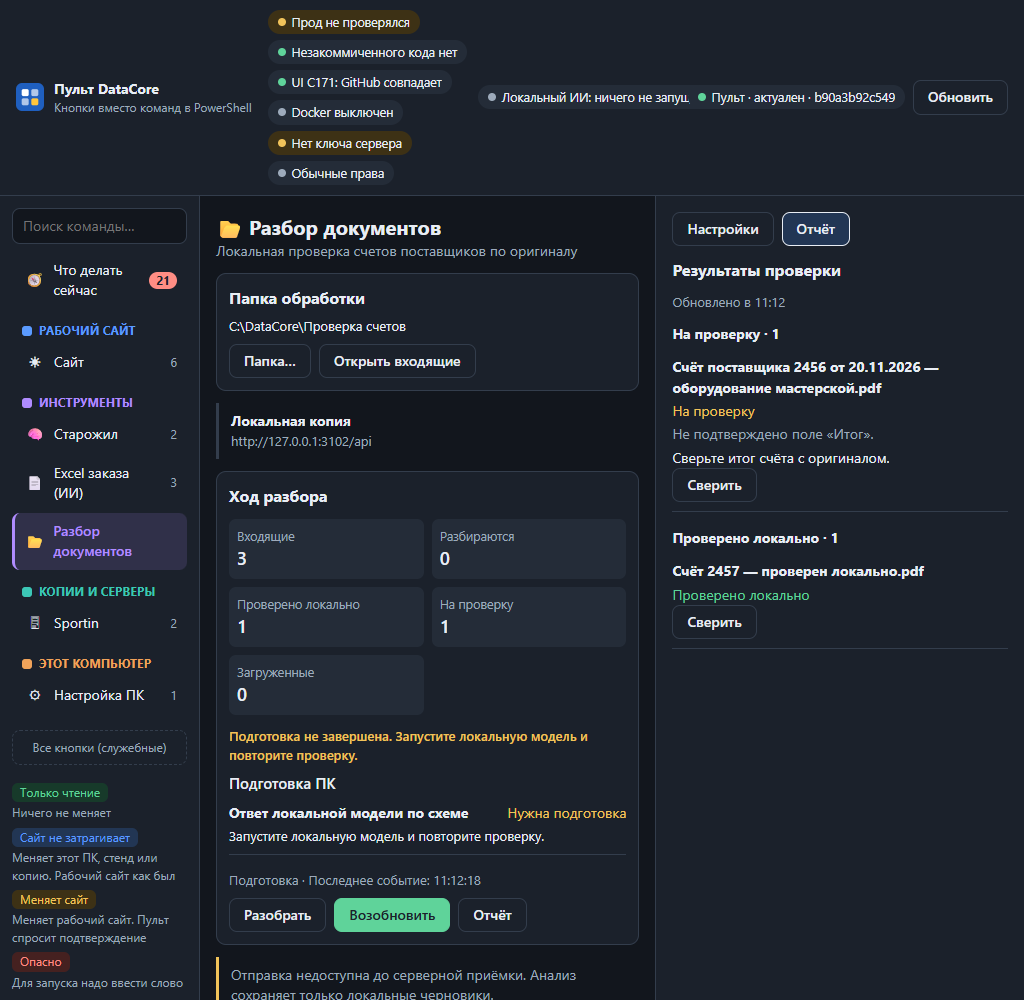 Пульт DataCore
Кнопки вместо команд в PowerShell
Прод не проверялся
Незакоммиченного кода нет
UI C171: GitHub совпадает
Docker выключен
Нет ключа сервера
Обычные права
Локальный ИИ: ничего не запущ
Пульт · актуален · b90a3b92c549
Обновить
Поиск команды...
Что делать
сейчас
21
РАБОЧИЙ САЙТ
Сайт 6
ИНСТРУМЕНТЫ
Старожил 2
Excel заказа
(ИИ)
3
Разбор
документов
КОПИИ И СЕРВЕРЫ
Sportin 2
ЭТОТ КОМПЬЮТЕР
Настройка ПК 1
Все кнопки (служебные)
Только чтение
Ничего не меняет
Сайт не затрагивает
Меняет этот ПК, стенд или
копию. Рабочий сайт как был
Меняет сайт
Меняет рабочий сайт. Пульт
спросит подтверждение
Опасно
Для запуска надо ввести слово
Разбор документов
Локальная проверка счетов поставщиков по оригиналу
Папка обработки
C:\DataCore\Проверка счетов
Папка...
Открыть входящие
Локальная копия
http://127.0.0.1:3102/api
Ход разбора
Входящие
3
Разбираются
0
Проверено локально
1
На проверку
1
Загруженные
0
Подготовка не завершена. Запустите локальную модель и
повторите проверку.
Подготовка ПК
Ответ локальной модели по схеме
Нужна подготовка
Запустите локальную модель и повторите проверку.
Подготовка · Последнее событие: 11:12:18
Разобрать
Возобновить
Отчёт
Отправка недоступна до серверной приёмки. Анализ
сохраняет только локальные черновики.
Настройки
Отчёт
Результаты проверки
Обновлено в 11:12
На проверку · 1
Счёт поставщика 2456 от 20.11.2026 —
оборудование мастерской.pdf
На проверку
Не подтверждено поле «Итог».
Сверьте итог счёта с оригиналом.
Сверить
Проверено локально · 1
Счёт 2457 — проверен локально.pdf
Проверено локально
Сверить